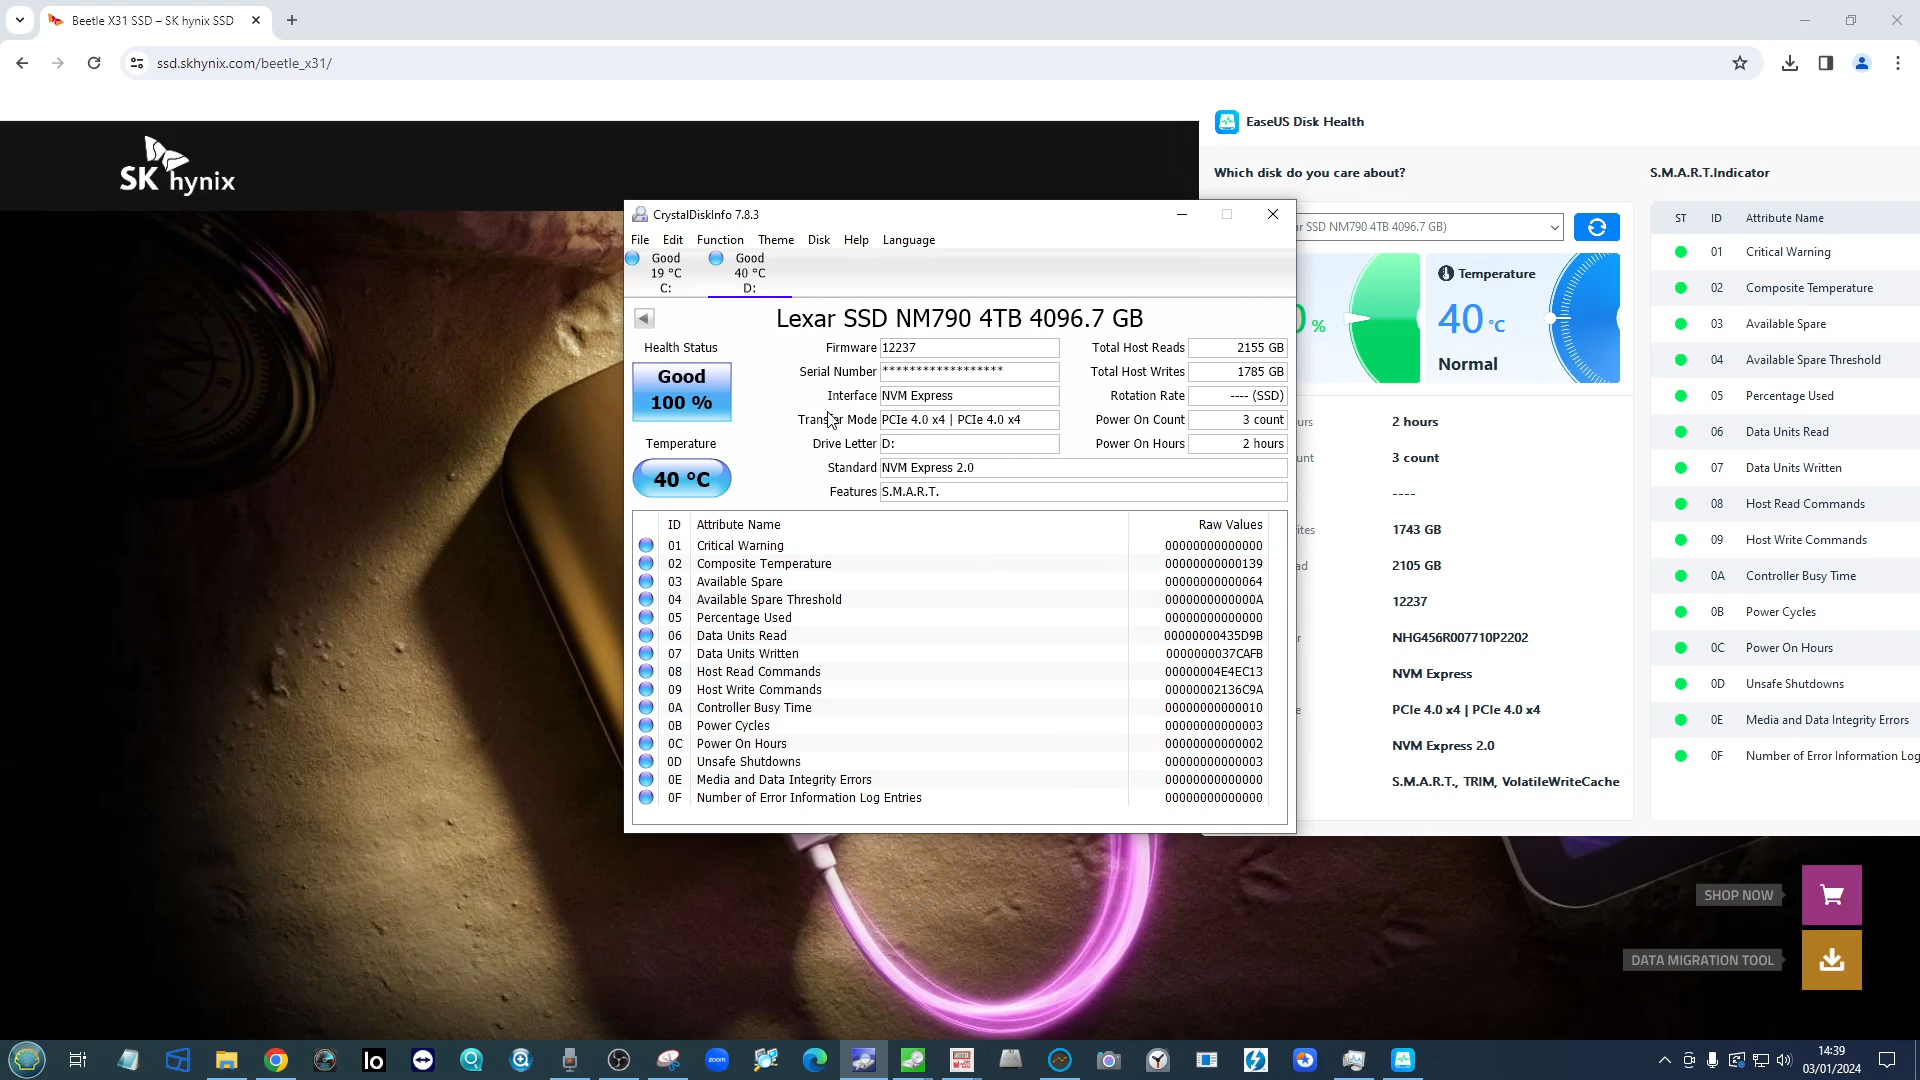 Beetle X31 SSD – SK hynix SSD
ssd.skhynix.com/beetle_x31/
SK hynix
CrystalDiskInfo 7.8.3
File Edit Function Theme Disk Help Language
Good Good
19 °C 40 °C
C: D:
Lexar SSD NM790 4TB 4096.7 GB
Health Status
Good
100 %
Temperature
40 °C
Firmware 12237
Serial Number ******************
Interface NVM Express
Transfer Mode PCIe 4.0 x4 | PCIe 4.0 x4
Drive Letter D:
Standard NVM Express 2.0
Features S.M.A.R.T.
Total Host Reads 2155 GB
Total Host Writes 1785 GB
Rotation Rate ---- (SSD)
Power On Count 3 count
Power On Hours 2 hours
ID Attribute Name Raw Values
01 Critical Warning 00000000000000
02 Composite Temperature 00000000000139
03 Available Spare 00000000000064
04 Available Spare Threshold 0000000000000A
05 Percentage Used 00000000000000
06 Data Units Read 00000000435D9B
07 Data Units Written 0000000037CAFB
08 Host Read Commands 00000004E4EC13
09 Host Write Commands 00000002136C9A
0A Controller Busy Time 00000000000010
0B Power Cycles 00000000000003
0C Power On Hours 00000000000002
0D Unsafe Shutdowns 00000000000003
0E Media and Data Integrity Errors 00000000000000
0F Number of Error Information Log Entries 00000000000000
EaseUS Disk Health
Which disk do you care about?
SSD NM790 4TB 4096.7 GB)
%
Temperature
40 °C
Normal
2 hours
3 count
----
1743 GB
2105 GB
12237
NHG456R007710P2202
NVM Express
PCIe 4.0 x4 | PCIe 4.0 x4
NVM Express 2.0
S.M.A.R.T., TRIM, VolatileWriteCache
S.M.A.R.T.Indicator
ST ID Attribute Name
01 Critical Warning
02 Composite Temperature
03 Available Spare
04 Available Spare Threshold
05 Percentage Used
06 Data Units Read
07 Data Units Written
08 Host Read Commands
09 Host Write Commands
0A Controller Busy Time
0B Power Cycles
0C Power On Hours
0D Unsafe Shutdowns
0E Media and Data Integrity Errors
0F Number of Error Information Log
SHOP NOW
DATA MIGRATION TOOL
Io
zoom
14:39
03/01/2024